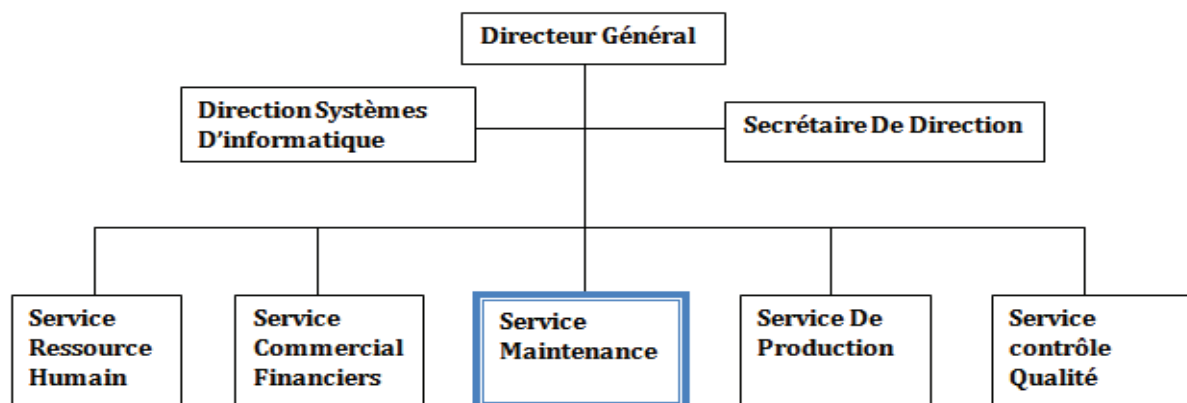 Directeur Général
Direction Systèmes
D'informatique
Secrétaire De Direction
Service
Ressource
Humain
Service
Commercial
Financiers
Service
Maintenance
Service De
Production
Service
contrôle
Qualité